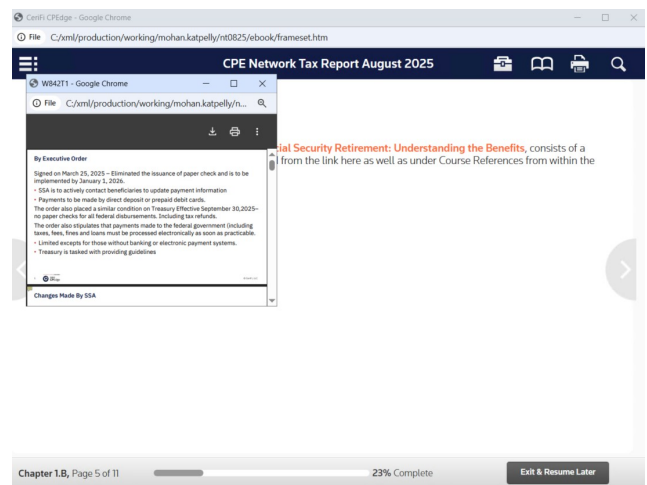 CeriFi CPEdge - Google Chrome
File C:/xml/production/working/mohan.katpelly/nt0825/ebook/frameset.htm
CPE Network Tax Report August 2025
W842T1 - Google Chrome
File C:/xml/production/working/mohan.katpelly/n...
cial Security Retirement: Understanding the Benefits, consists of a
l from the link here as well as under Course References from within the
By Executive Order
Signed on March 25, 2025 – Eliminated the issuance of paper check and is to be
implemented by January 1, 2026.
• SSA is to actively contact beneficiaries to update payment information
• Payments to be made by direct deposit or prepaid debit cards.
The order also placed a similar condition on Treasury Effective September 30,2025–
no paper checks for all federal disbursements. Including tax refunds.
The order also stipulates that payments made to the federal government (including
taxes, fees, fines and loans must be processed electronically as soon as practicable.
• Limited excepts for those without banking or electronic payment systems.
• Treasury is tasked with providing guidelines
Changes Made By SSA
Chapter 1.B, Page 5 of 11
23% Complete
Exit & Resume Later